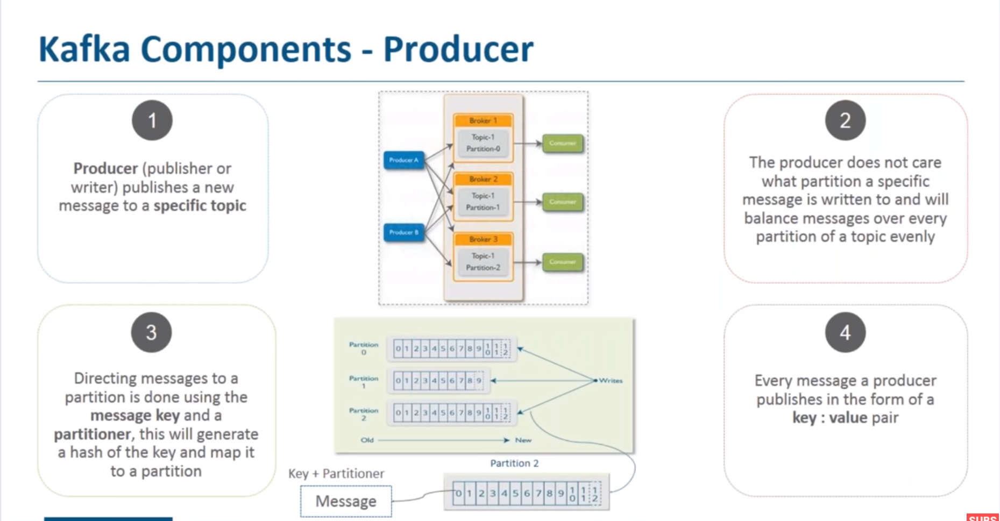 Kafka Components - Producer
1
Producer (publisher or
writer) publishes a new
message to a specific topic
Broker 1
Topic-1
Partition-0
Consumer
Producer A
Broker 2
Topic-1
Partition-1
Consumer
Producer B
Broker 3
Topic-1
Partition-2
Consumer
2
The producer does not care
what partition a specific
message is written to and will
balance messages over every
partition of a topic evenly
3
Directing messages to a
partition is done using the
message key and a
partitioner, this will generate
a hash of the key and map it
to a partition
Partition
0
0 1 2 3 4 5 6 7 8 9 10 11 12
Partition
1
0 1 2 3 4 5 6 7 8 9
Writes
Partition
2
0 1 2 3 4 5 6 7 8 9 10 11 12
Old
New
Partition 2
Key + Partitioner
Message
0 1 2 3 4 5 6 7 8 9 10 11 12
4
Every message a producer
publishes in the form of a
key : value pair
SUBS